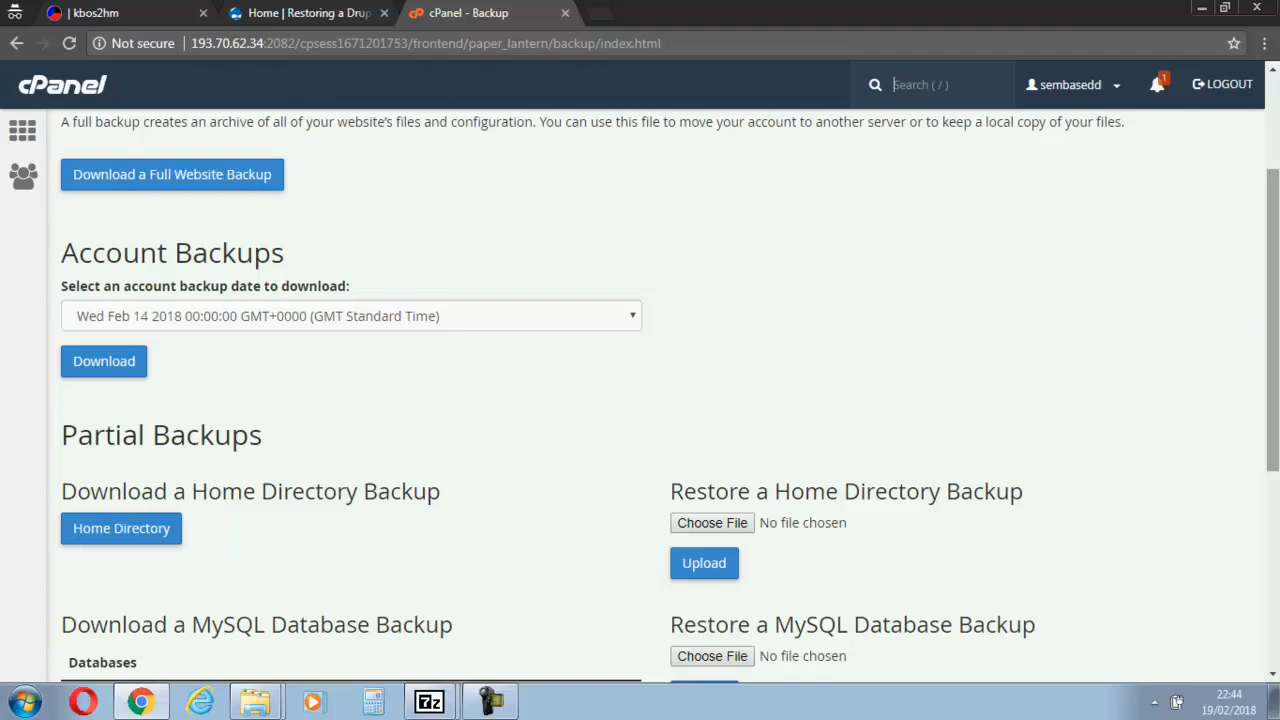 | kbos2hm
Home | Restoring a Drup
cPanel - Backup
Not secure
193.70.62.34:2082/cpsess1671201753/frontend/paper_lantern/backup/index.html
cPanel
Search ( / )
sembasedd
1
LOGOUT
A full backup creates an archive of all of your website's files and configuration. You can use this file to move your account to another server or to keep a local copy of your files.
Download a Full Website Backup
Account Backups
Select an account backup date to download:
Wed Feb 14 2018 00:00:00 GMT+0000 (GMT Standard Time)
Download
Partial Backups
Download a Home Directory Backup
Home Directory
Restore a Home Directory Backup
Choose File No file chosen
Upload
Download a MySQL Database Backup
Databases
Restore a MySQL Database Backup
Choose File No file chosen
7z
22:44
19/02/2018